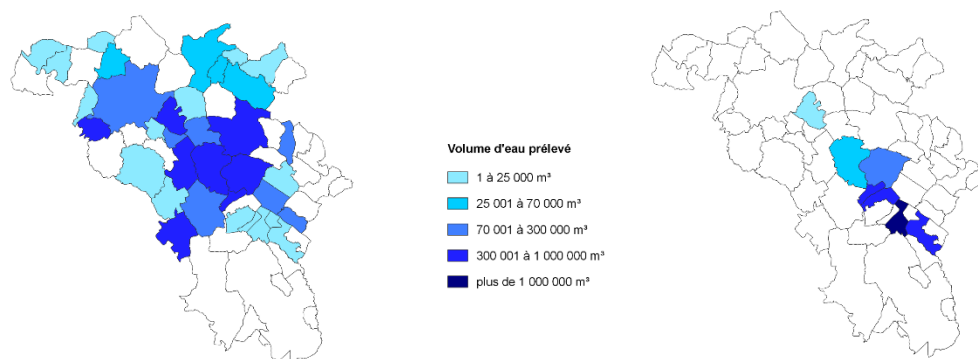 Volume d'eau prélevé
1 à 25 000 m³
25 001 à 70 000 m³
70 001 à 300 000 m³
300 001 à 1 000 000 m³
plus de 1 000 000 m³